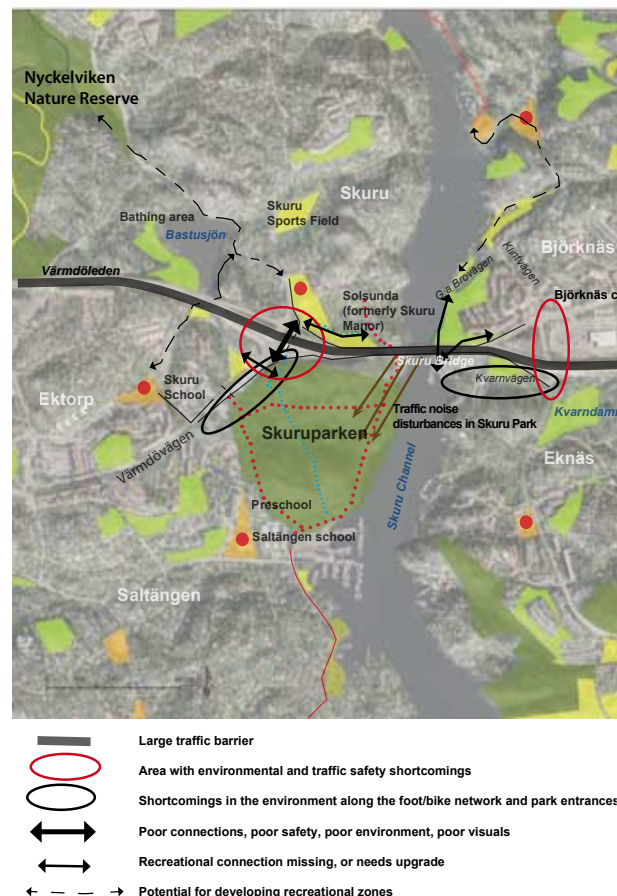 Nyckelviken
Nature Reserve
Skuru
Bathing area
Bastusjön
Skuru
Sports Field
Klintvägen
Björknäs
G:a Brovägen
Värmdöleden
Solsunda
(formerly Skuru
Manor)
Björknäs c
Skuru Bridge
Kvarnvägen
Skuru
School
Ektorp
Traffic noise
disturbances in Skuru Park
Kvarndam
Värmdövägen
Skuruparken
Eknäs
Skuru Channel
Preschool
Saltängen school
Saltängen
Large traffic barrier
Area with environmental and traffic safety shortcomings
Shortcomings in the environment along the foot/bike network and park entrances
Poor connections, poor safety, poor environment, poor visuals
Recreational connection missing, or needs upgrade
Potential for developing recreational zones